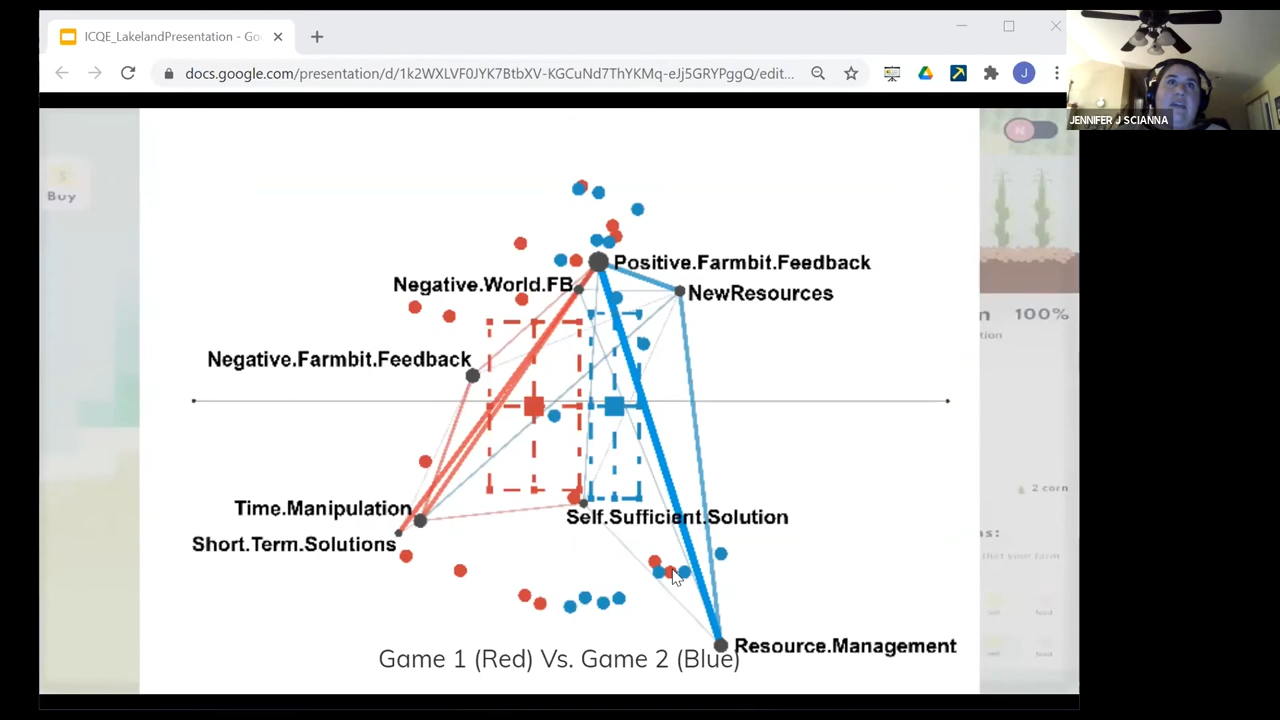 ICQE_LakelandPresentation - Go
docs.google.com/presentation/d/1k2WXLVF0JYK7BtbXV-KGCuNd7ThYKMq-eJj5GRYPggQ/edit...
J
JENNIFER J SCIANNA
N
Buy
Positive.Farmbit.Feedback
Negative.World.FB
NewResources
100%
Negative.Farmbit.Feedback
2 corn
Time.Manipulation
Self.Sufficient.Solution
Short.Term.Solutions
Resource.Management
Game 1 (Red) Vs. Game 2 (Blue)